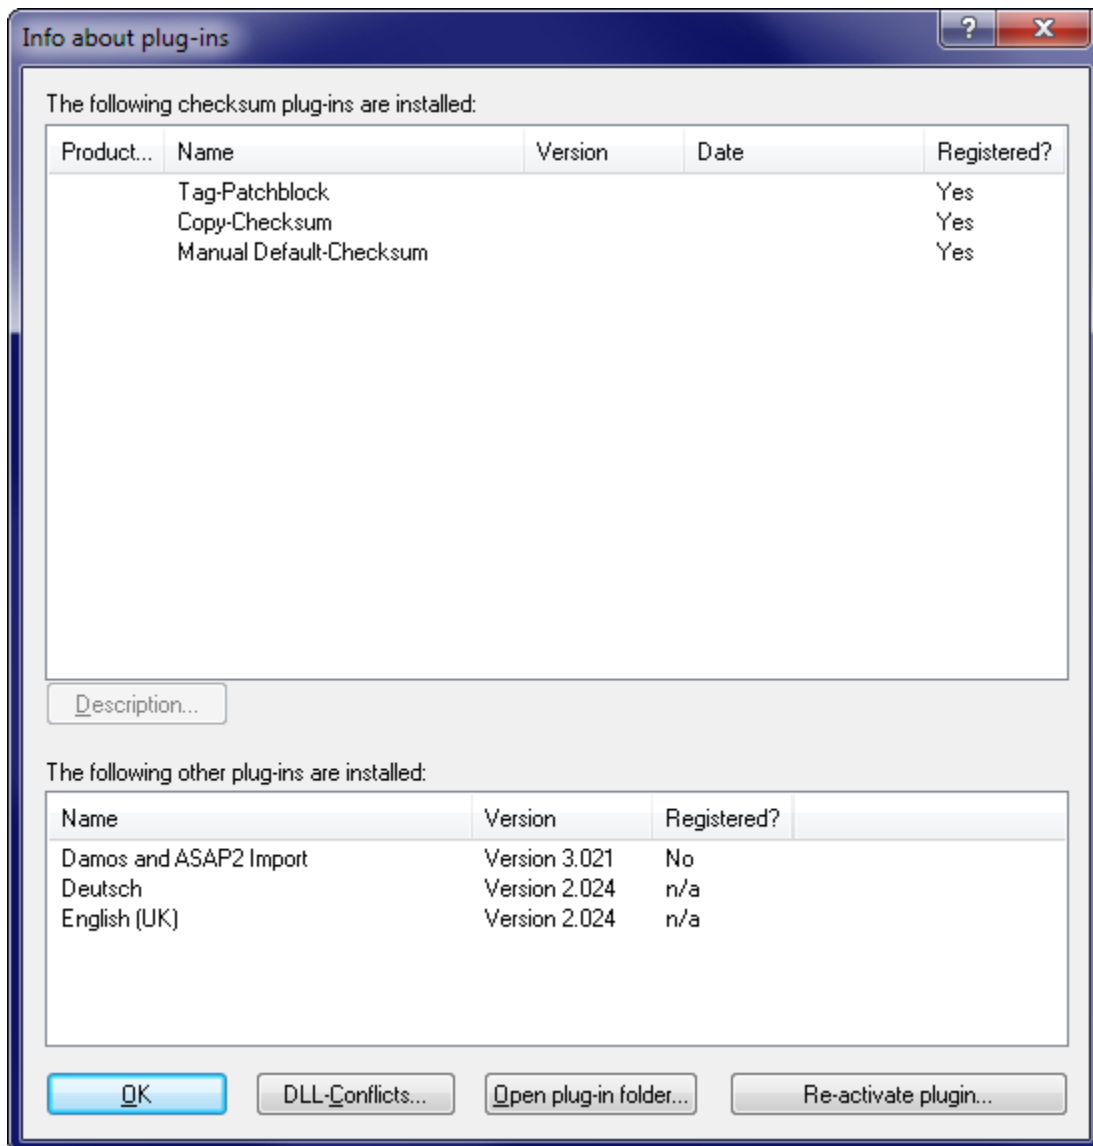 Info about plug-ins
?
X
The following checksum plug-ins are installed:
Product... Name Version Date Registered?
Tag-Patchblock Yes
Copy-Checksum Yes
Manual Default-Checksum Yes
Description...
The following other plug-ins are installed:
Name Version Registered?
Damos and ASAP2 Import Version 3.021 No
Deutsch Version 2.024 n/a
English (UK) Version 2.024 n/a
OK DLL-Conflicts... Open plug-in folder... Re-activate plugin...